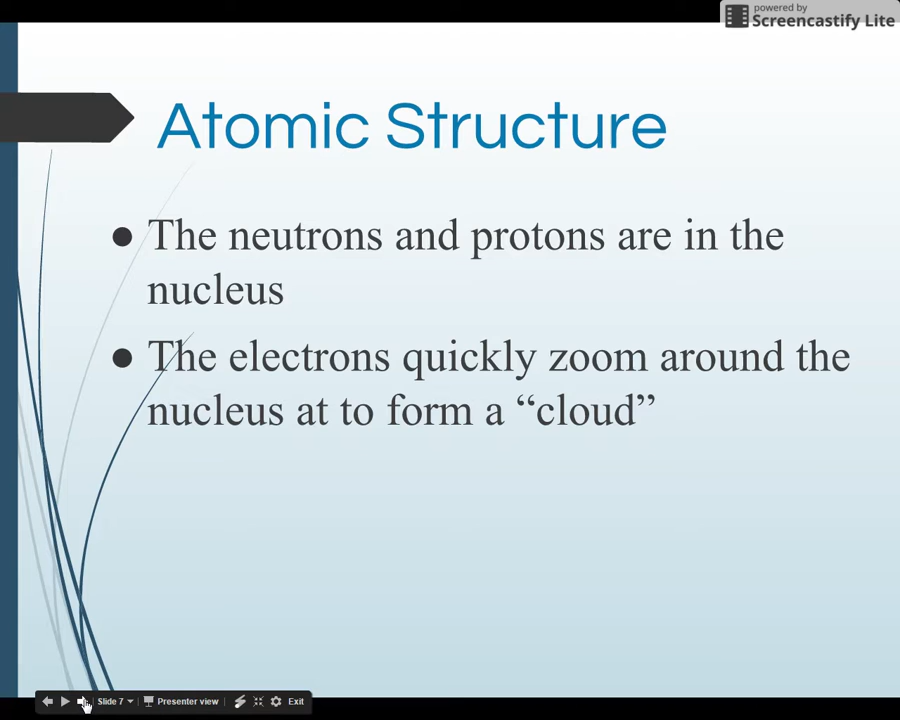 powered by
Screencastify Lite
Atomic Structure
● The neutrons and protons are in the
nucleus
● The electrons quickly zoom around the
nucleus at to form a “cloud”
Slide 7
Presenter view
Exit